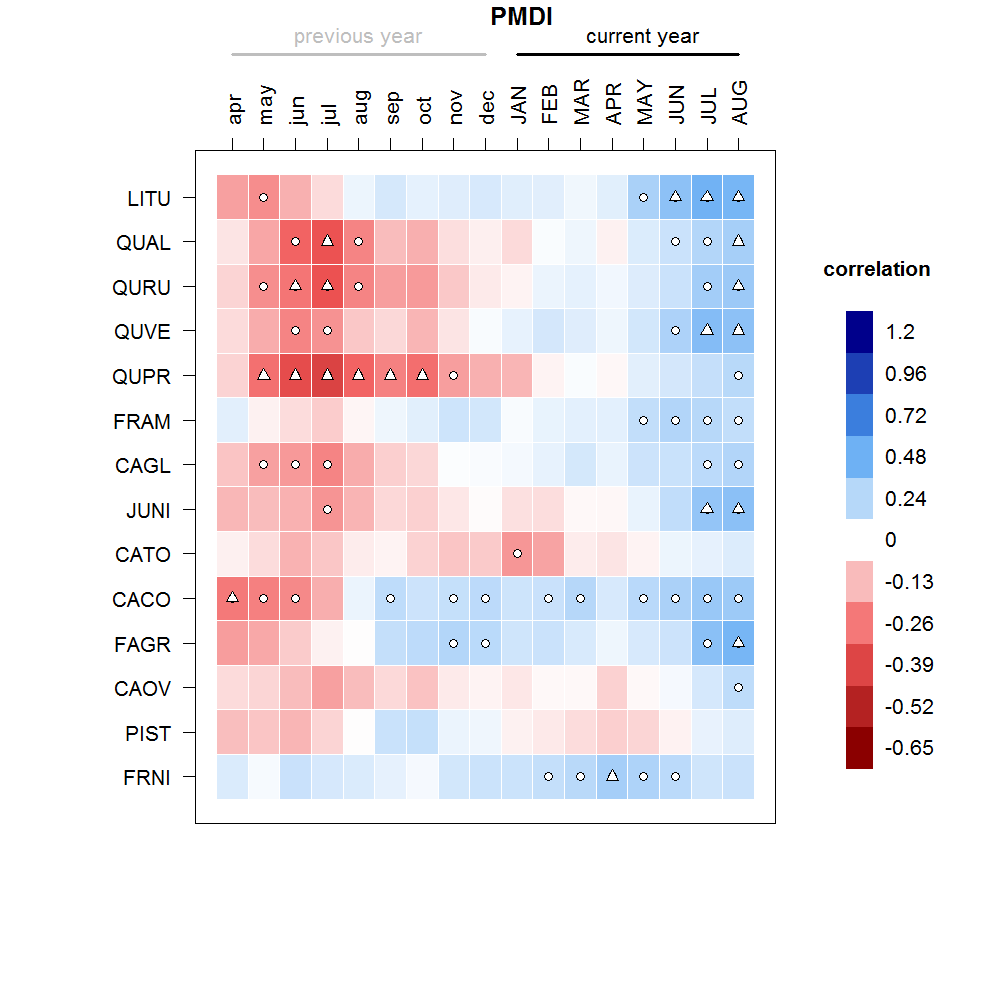 PMDI
previous year current year
apr may jun jul aug sep oct nov dec JAN FEB MAR APR MAY JUN JUL AUG
LITU
QUAL
QURU
QUVE
QUPR
FRAM
CAGL
JUNI
CATO
CACO
FAGR
CAOV
PIST
FRNI
correlation
1.2
0.96
0.72
0.48
0.24
0
-0.13
-0.26
-0.39
-0.52
-0.65